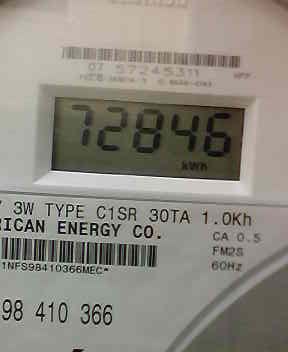 07 57245311
72846
kWh
3W TYPE C1SR 30TA 1.0Kh
RICAN ENERGY CO.
CA 0.5
FM2S
1NFS98410366MEC*
60Hz
98 410 366